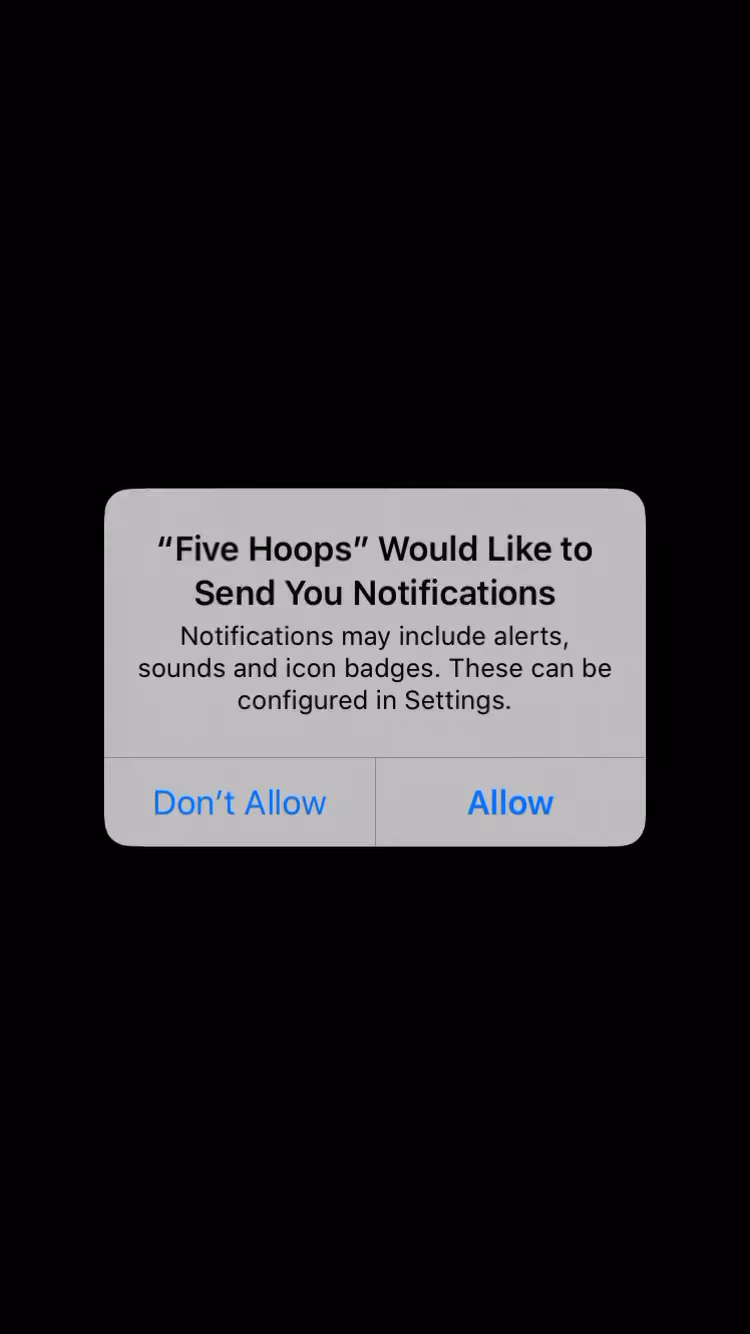 “Five Hoops” Would Like to
Send You Notifications
Notifications may include alerts,
sounds and icon badges. These can be
configured in Settings.
Don’t Allow
Allow